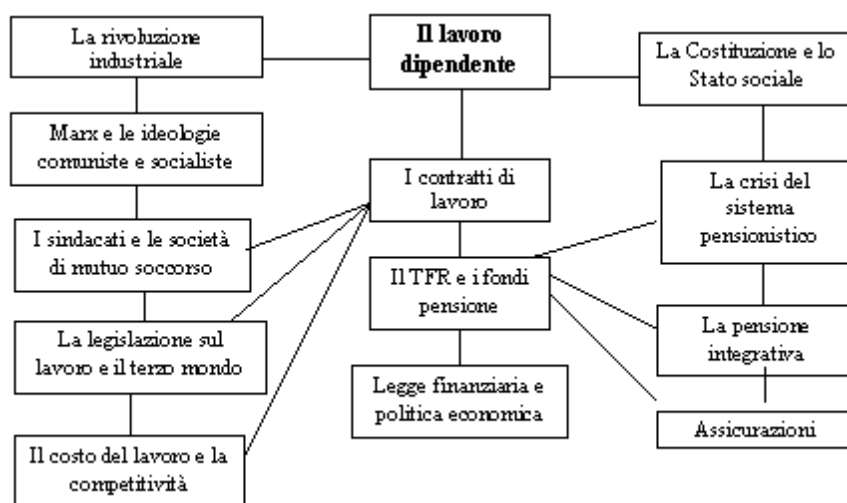 La rivoluzione
industriale
Il lavoro
dipendente
La Costituzione e lo
Stato sociale
Marx e le ideologie
comuniste e socialiste
I contratti di
lavoro
La crisi del
sistema
pensionistico
I sindacati e le società
di mutuo soccorso
Il TFR e i fondi
pensione
La legislazione sul
lavoro e il terzo mondo
La pensione
integrativa
Legge finanziaria e
politica economica
Assicurazioni
Il costo del lavoro e la
competitività